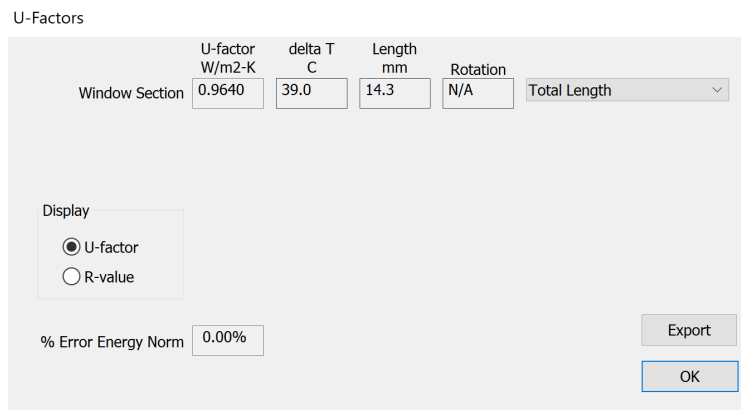 U-Factors
U-factor delta T Length
W/m2-K C mm Rotation
Window Section 0.9640 39.0 14.3 N/A Total Length
Display
U-factor
R-value
% Error Energy Norm 0.00%
Export
OK